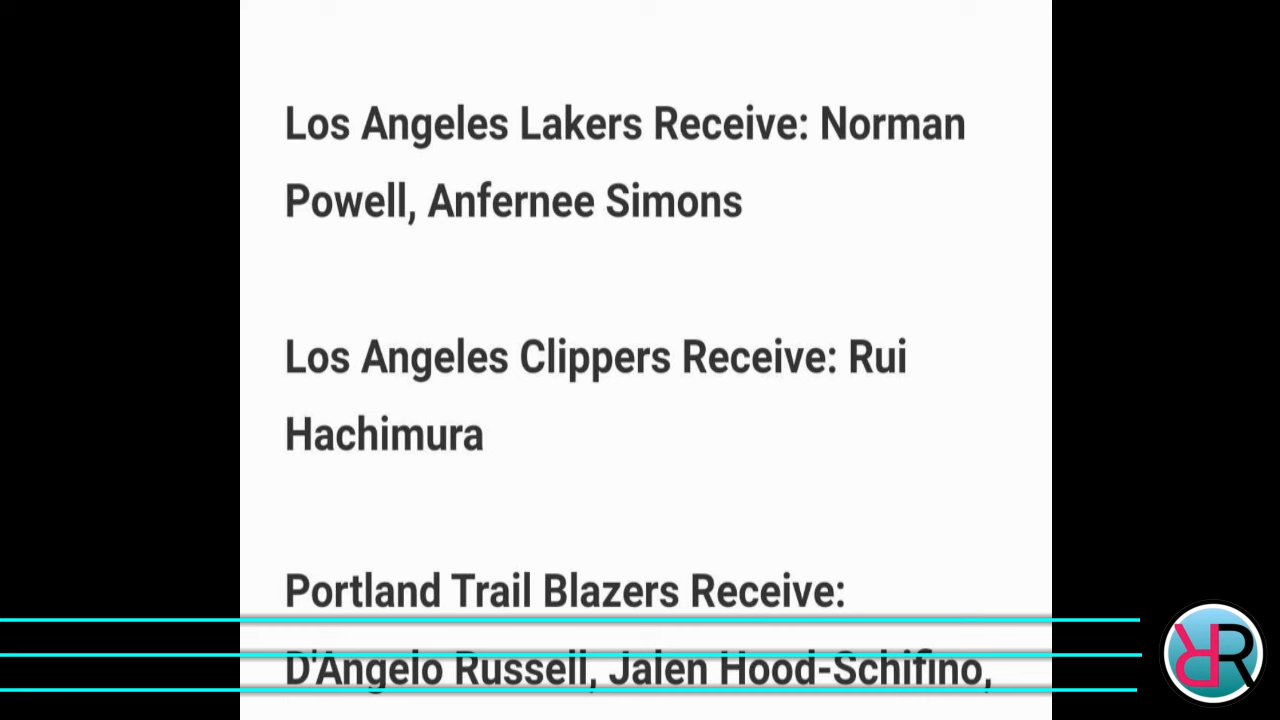 Los Angeles Lakers Receive: Norman
Powell, Anfernee Simons
Los Angeles Clippers Receive: Rui
Hachimura
Portland Trail Blazers Receive:
D'Angelo Russell, Jalen Hood-Schifino,
RR